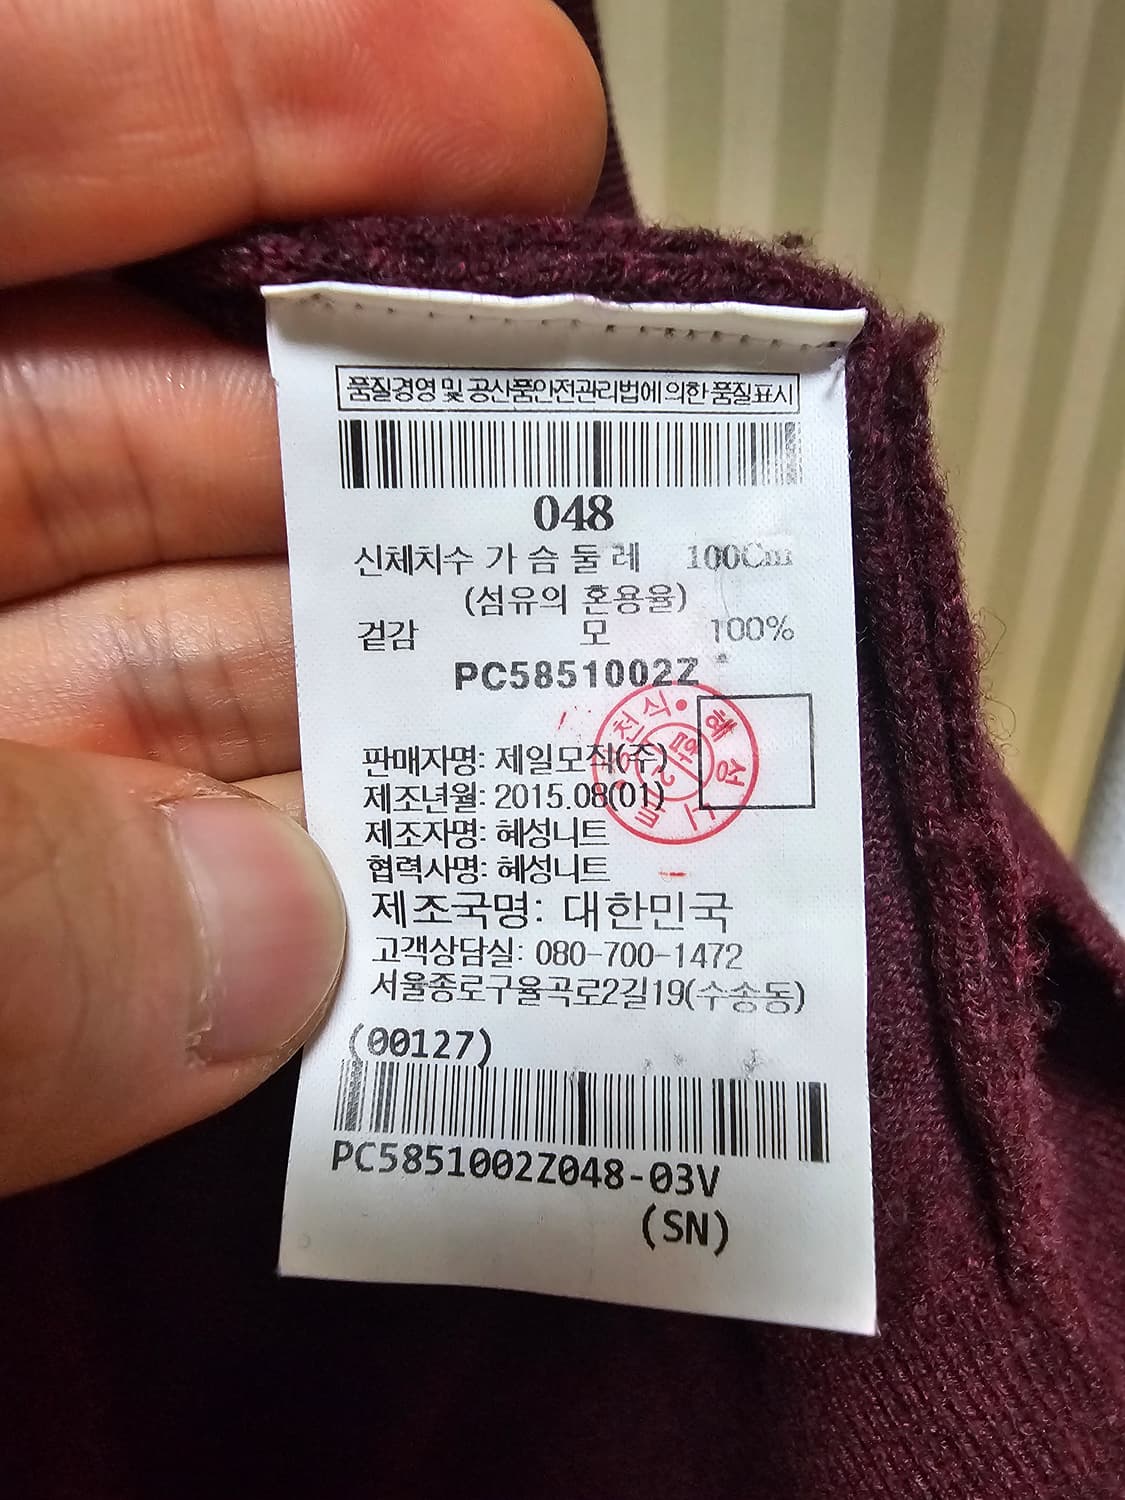 품질경영 및 공산품안전관리법에 의한 품질표시
048
신체치수 가 슴 둘 레 100Cm
(섬유의 혼용율)
겉감 모 100%
PC5851002Z
판매자명: 제일모직(주)
제조년월: 2015.08(01)
제조자명: 혜성니트
협력사명: 혜성니트
제조국명: 대한민국
고객상담실: 080-700-1472
서울종로구율곡로2길19(수송동)
(00127)
PC5851002Z048-03V
(SN)
혜성니트